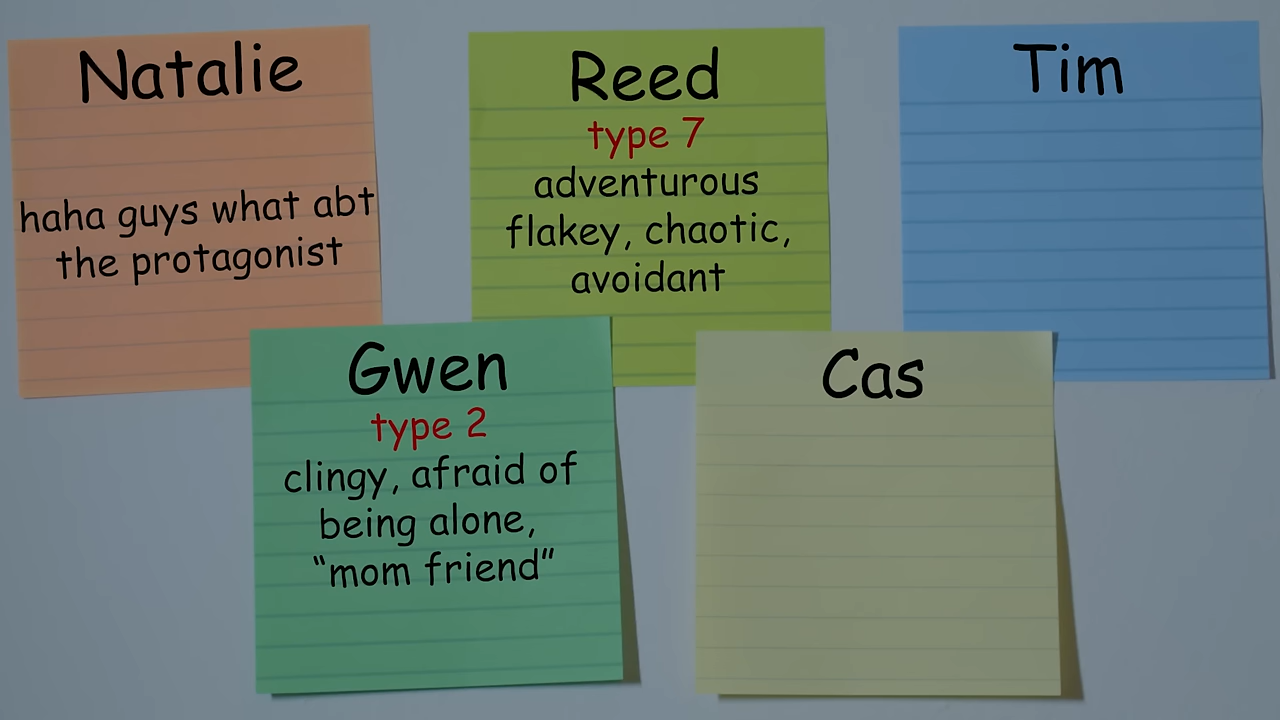 Natalie
haha guys what abt
the protagonist
Reed
type 7
adventurous
flakey, chaotic,
avoidant
Tim
Gwen
type 2
clingy, afraid of
being alone,
“mom friend”
Cas